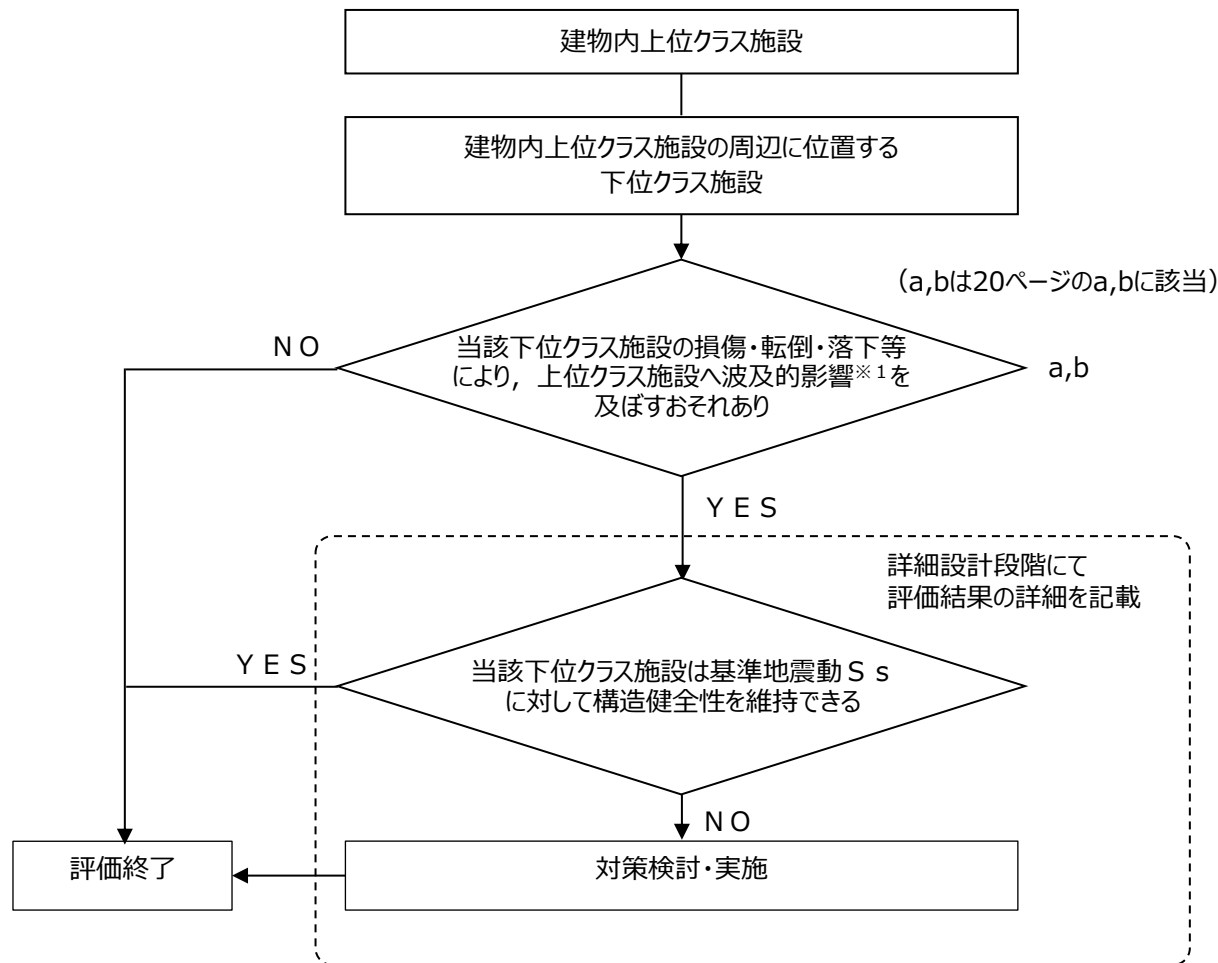 建物内上位クラス施設
建物内上位クラス施設の周辺に位置する
下位クラス施設
(a,bは20ページのa,bに該当)
NO
当該下位クラス施設の損傷・転倒・落下等
により，上位クラス施設へ波及的影響※1を
及ぼすおそれあり
a,b
YES
詳細設計段階にて
評価結果の詳細を記載
YES
当該下位クラス施設は基準地震動Ss
に対して構造健全性を維持できる
NO
評価終了
対策検討・実施